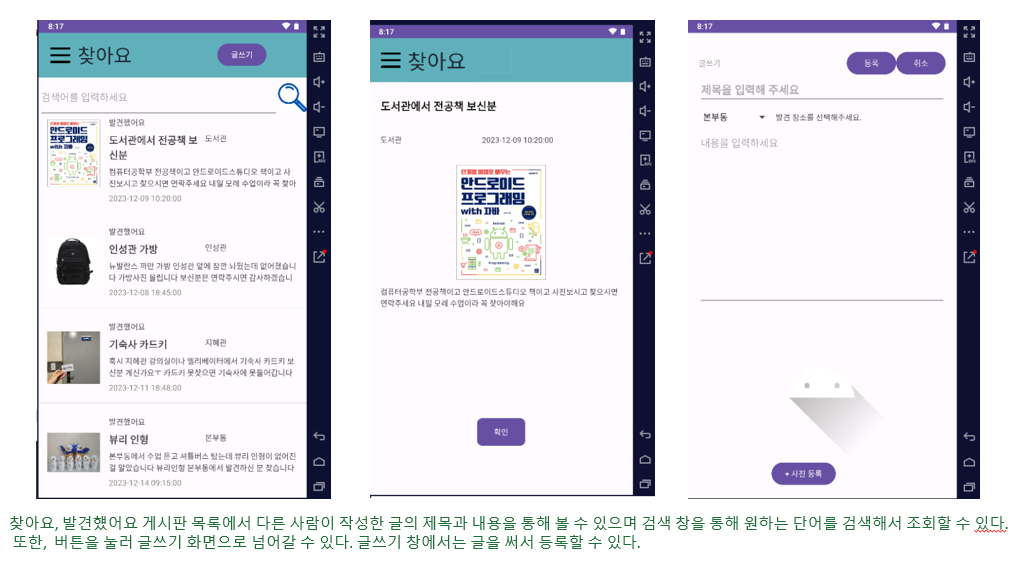 8:17
찾아요
글쓰기
검색어를 입력하세요
발견했어요
도서관에서 전공책 보신분
도서관
컴퓨터공학부 전공책이고 안드로이드스튜디오 책이고 사
진보시고 찾으시면 연락주세요 내일 모레 수업이라 꼭 찾아
2023-12-09 10:20:00
발견했어요
인성관 가방
인성관
뉴발란스 까만 가방 인성관 앞에 잠깐 놔뒀는데 없어졌습니
다 가방사진 올립니다 보신분은 연락주시면 감사하겠습니
2023-12-08 18:45:00
발견했어요
기숙사 카드키
지혜관
혹시 지혜관 강의실이나 엘리베이터에서 기숙사 카드키 보
신분 계신가요ㅜ 카드키 못찾으면 기숙사에 못들어갑니다
2023-12-11 18:48:00
발견했어요
뷰리 인형
본부동
본부동에서 수업 듣고 셔틀버스 탔는데 뷰리 인형이 없어진
걸 알았습니다 뷰리인형 본부동에서 발견하신 분 찾습니다
2023-12-14 09:15:00
8:17
찾아요
도서관에서 전공책 보신분
도서관
2023-12-09 10:20:00
단계별 예제로 배우는
안드로이드
프로그래밍
with 자바
Android
Programming
컴퓨터공학부 전공책이고 안드로이드스튜디오 책이고 사진보시고 찾으시면
연락주세요 내일 모레 수업이라 꼭 찾아야해요
확인
8:17
글쓰기
등록
취소
제목을 입력해 주세요
본부동
발견 장소를 선택해주세요.
내용을 입력하세요
+ 사진 등록
찾아요, 발견했어요 게시판 목록에서 다른 사람이 작성한 글의 제목과 내용을 통해 볼 수 있으며 검색 창을 통해 원하는 단어를 검색해서 조회할 수 있다.
또한, 버튼을 눌러 글쓰기 화면으로 넘어갈 수 있다. 글쓰기 창에서는 글을 써서 등록할 수 있다.